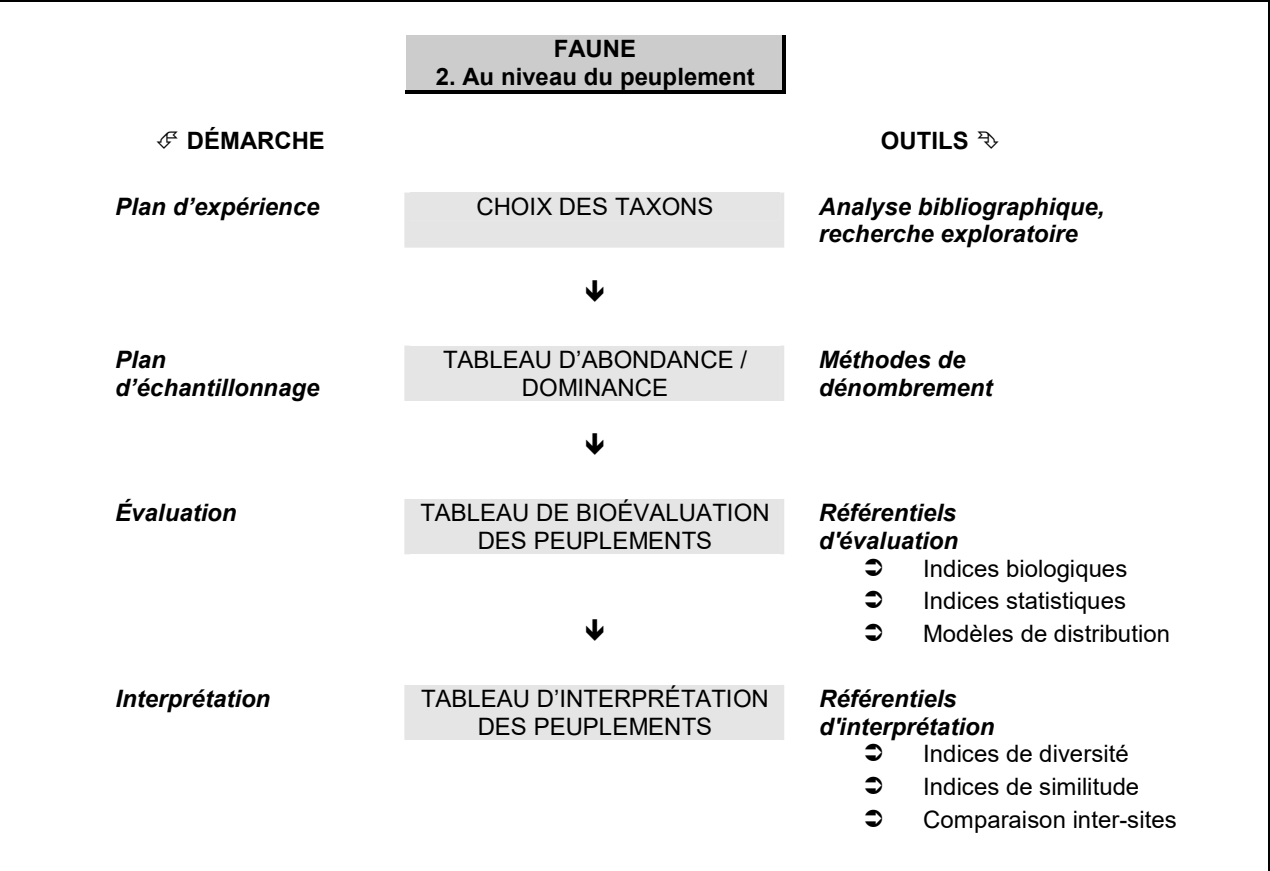 FAUNE
2. Au niveau du peuplement
DÉMARCHE
OUTILS
Plan d’expérience
CHOIX DES TAXONS
Analyse bibliographique,
recherche exploratoire
Plan
d’échantillonnage
TABLEAU D’ABONDANCE /
DOMINANCE
Méthodes de
dénombrement
Évaluation
TABLEAU DE BIOÉVALUATION
DES PEUPLEMENTS
Référentiels
d'évaluation
Indices biologiques
Indices statistiques
Modèles de distribution
Interprétation
TABLEAU D’INTERPRÉTATION
DES PEUPLEMENTS
Référentiels
d'interprétation
Indices de diversité
Indices de similitude
Comparaison inter-sites